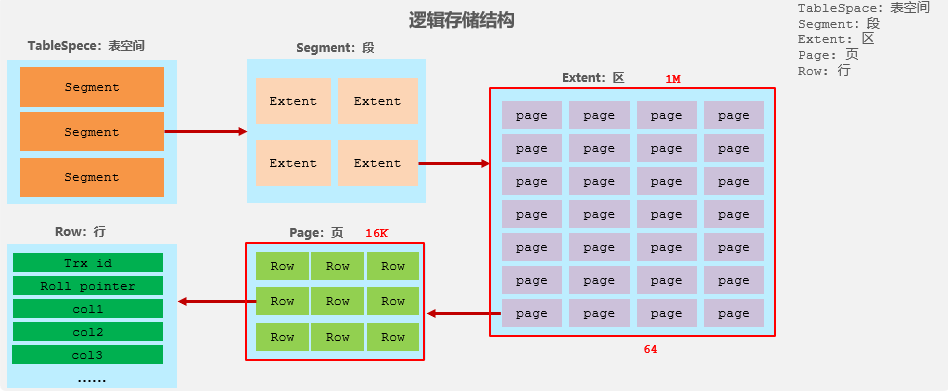 逻辑存储结构
TableSpace: 表空间
Segment: 段
Extent: 区
Page: 页
Row: 行
TableSpece: 表空间
Segment
Segment
Segment
Segment: 段
Extent Extent
Extent Extent
Extent: 区 1M
page page page page
page page page page
page page page page
page page page page
page page page page
page page page page
page page page page
64
Page: 页 16K
Row Row Row
Row Row Row
Row Row Row
Row: 行
Trx id
Roll pointer
col1
col2
col3
......